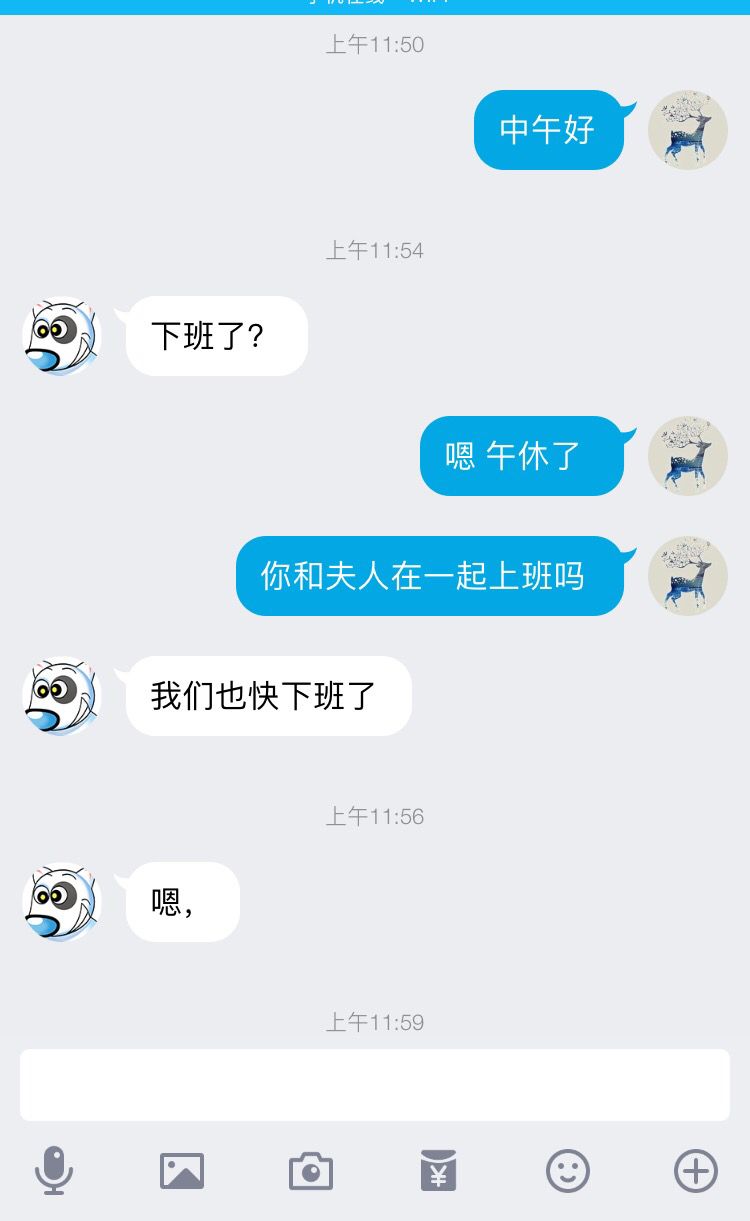 上午11:50
中午好
上午11:54
下班了?
嗯 午休了
你和夫人在一起上班吗
我们也快下班了
上午11:56
嗯，
上午11:59